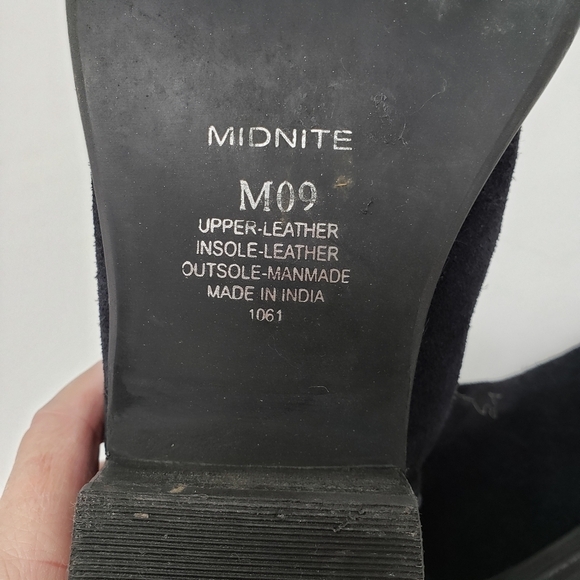 MIDNITE
M09
UPPER-LEATHER
INSOLE-LEATHER
OUTSOLE-MANMADE
MADE IN INDIA
1061